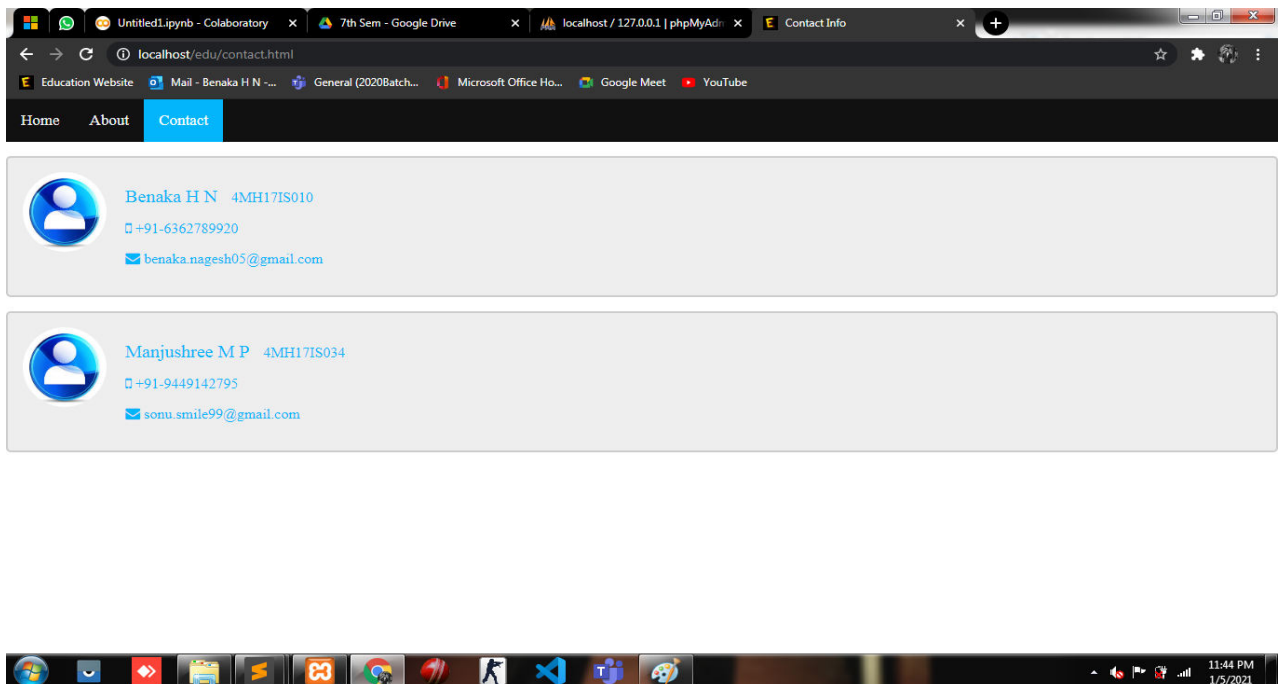 Untitled1.ipynb - Colaboratory 7th Sem - Google Drive localhost / 127.0.0.1 | phpMyAdn Contact Info
localhost/edu/contact.html
Education Website Mail - Benaka H N -... General (2020Batch... Microsoft Office Ho... Google Meet YouTube
Home About Contact
Benaka H N 4MH17IS010
+91-6362789920
benaka.nagesh05@gmail.com
Manjushree M P 4MH17IS034
+91-9449142795
sonu.smile99@gmail.com
11:44 PM
1/5/2021